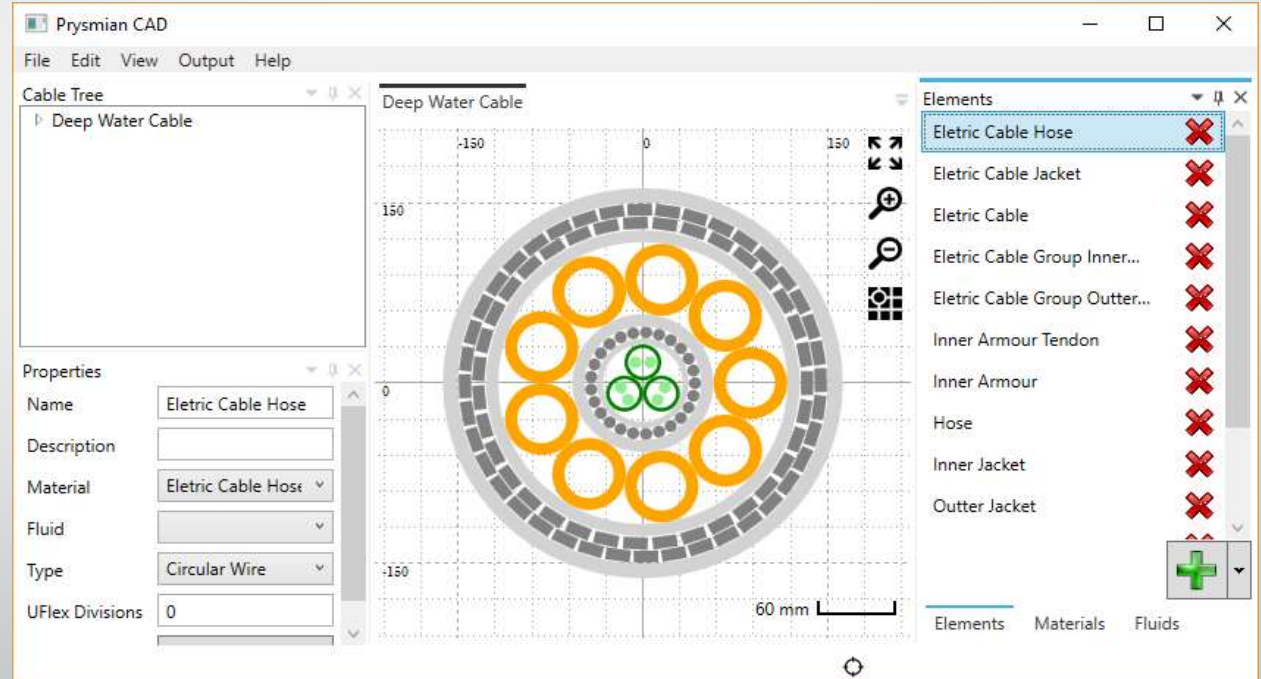 Prysmian CAD
File Edit View Output Help
Cable Tree
Deep Water Cable
Properties
Name Eletric Cable Hose
Description
Material Eletric Cable Hose
Fluid
Type Circular Wire
UFlex Divisions 0
Deep Water Cable
-150 0 150
150
0
-150
60 mm
Elements
Eletric Cable Hose
Eletric Cable Jacket
Eletric Cable
Eletric Cable Group Inner...
Eletric Cable Group Outter...
Inner Armour Tendon
Inner Armour
Hose
Inner Jacket
Outter Jacket
Elements Materials Fluids